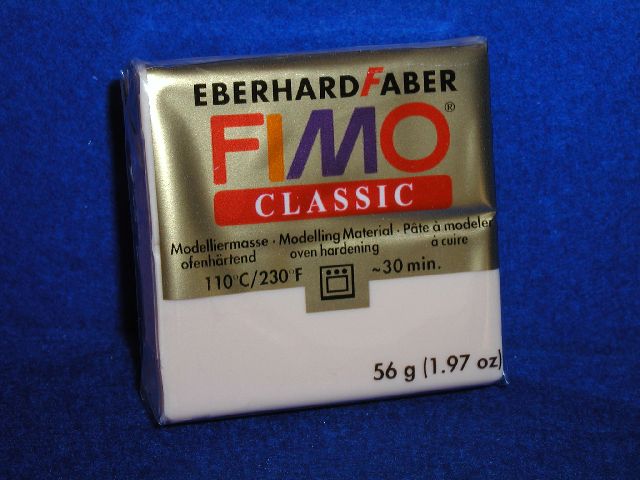 EBERHARDFABER
FIMO®
CLASSIC
Modelliermasse · Modelling Material · Pâte à modeler
ofenhärtend oven hardening à cuire
110°C/230°F ~30 min.
56 g (1.97 oz)